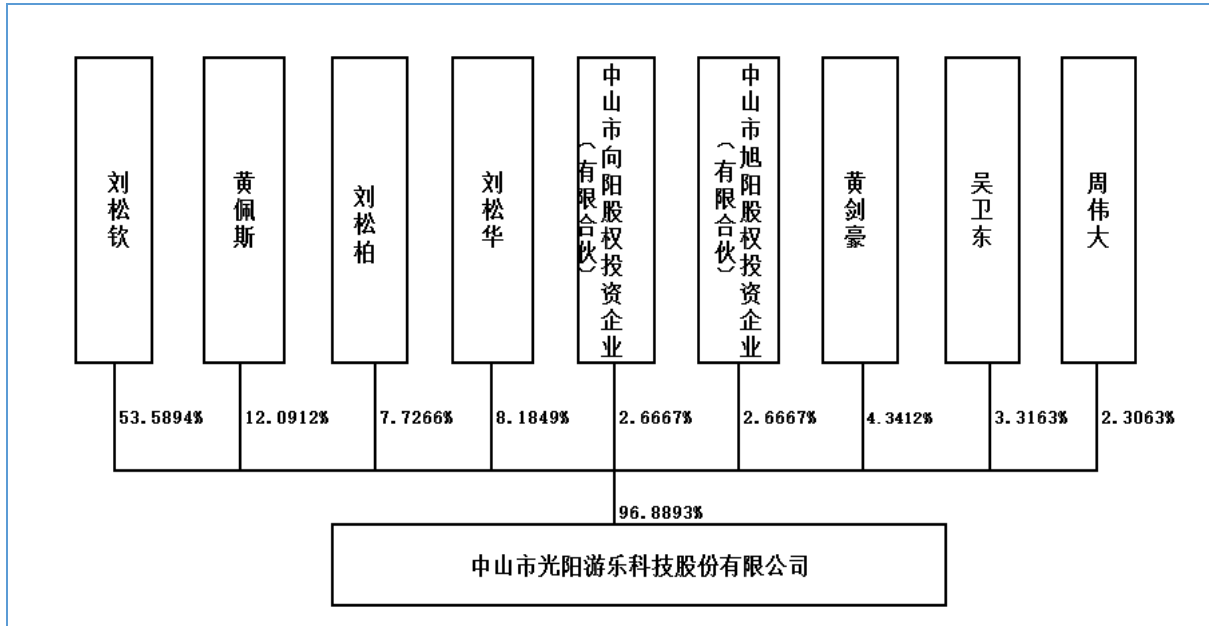 刘松钦
黄佩斯
刘松柏
刘松华
中山市向阳股权投资企业
（有限合伙）
中山市旭阳股权投资企业
（有限合伙）
黄剑豪
吴卫东
周伟大
53.5894%
12.0912%
7.7266%
8.1849%
2.6667%
2.6667%
4.3412%
3.3163%
2.3063%
96.8893%
中山市光阳游乐科技股份有限公司